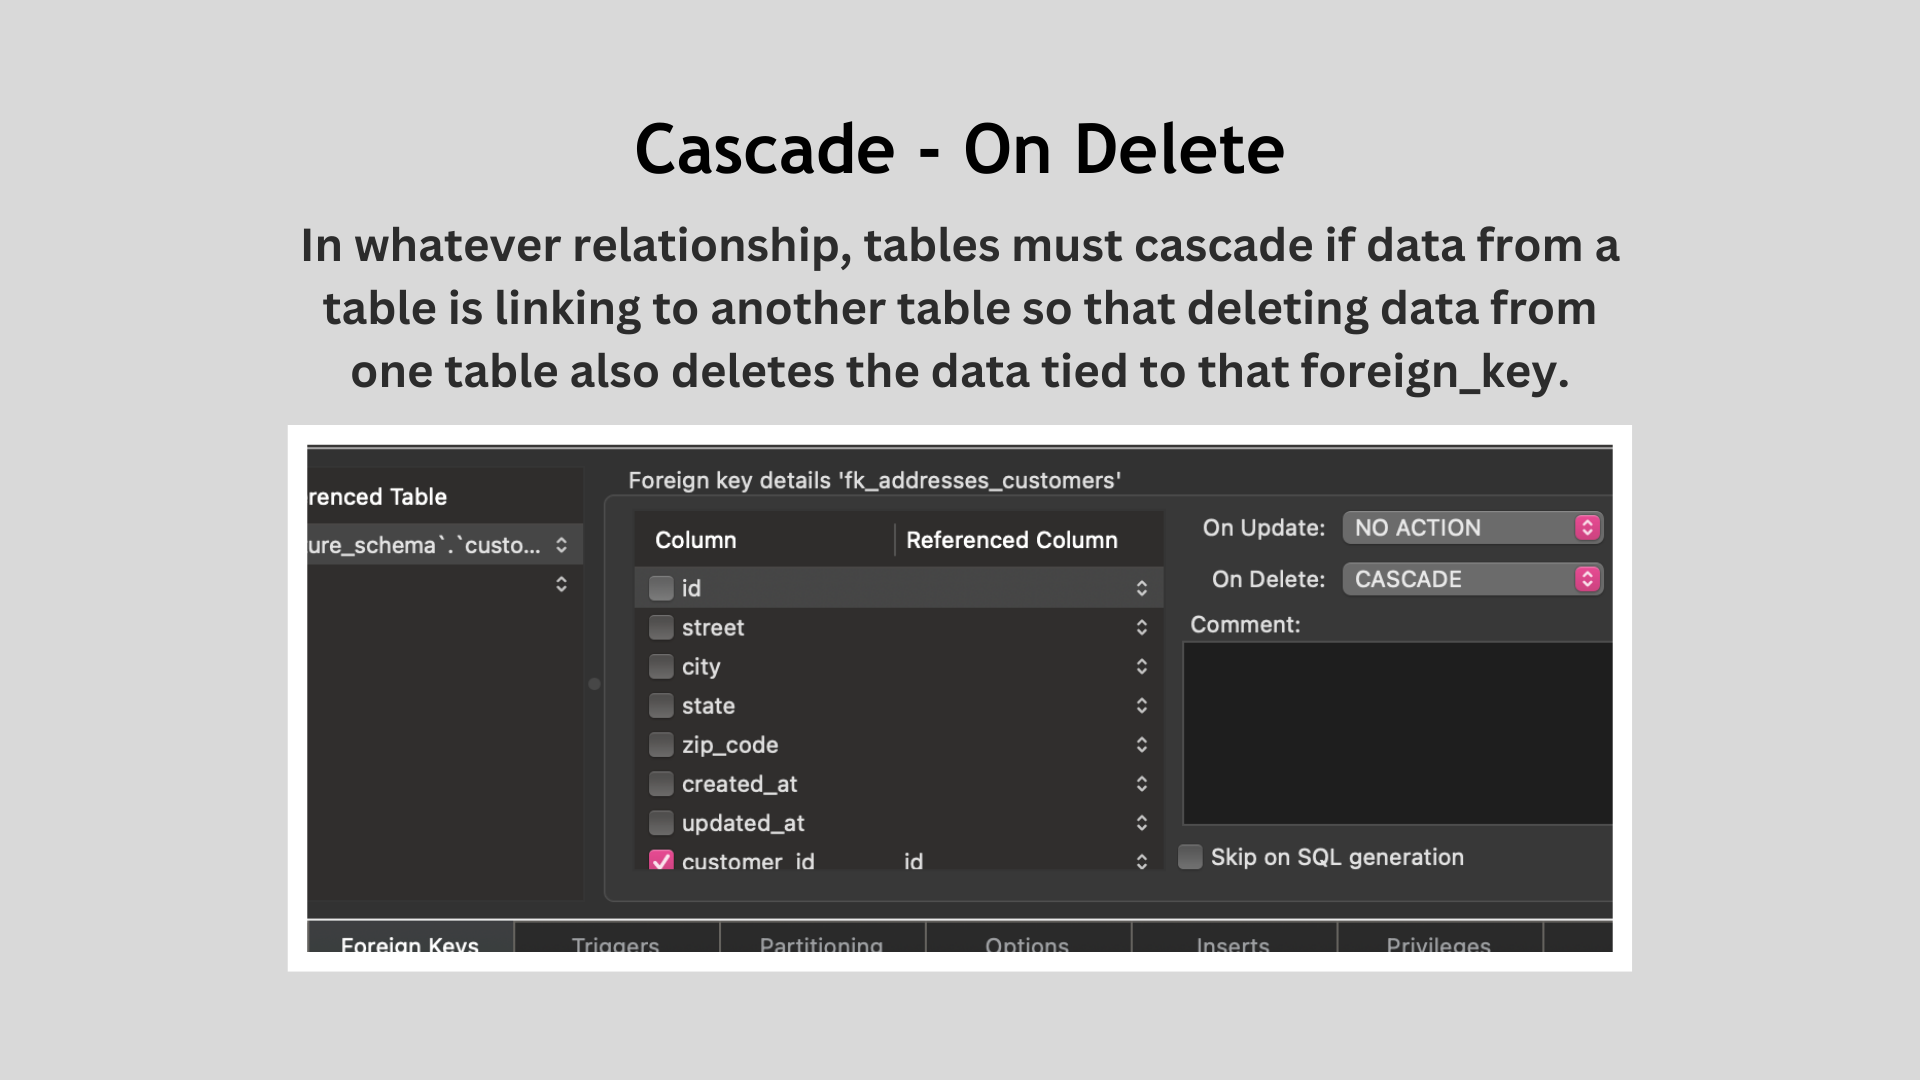 Cascade - On Delete
In whatever relationship, tables must cascade if data from a
table is linking to another table so that deleting data from
one table also deletes the data tied to that foreign_key.
renced Table
ure_schema`.`custo...
Foreign key details 'fk_addresses_customers'
Column Referenced Column
id
street
city
state
zip_code
created_at
updated_at
customer_id id
On Update: NO ACTION
On Delete: CASCADE
Comment:
Skip on SQL generation
Foreign Keys Triggers Partitioning Options Inserts Privileges